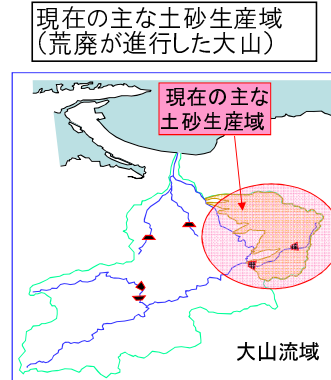 現在の主な土砂生産域
(荒廃が進行した大山)
現在の主な
土砂生産域
大山流域